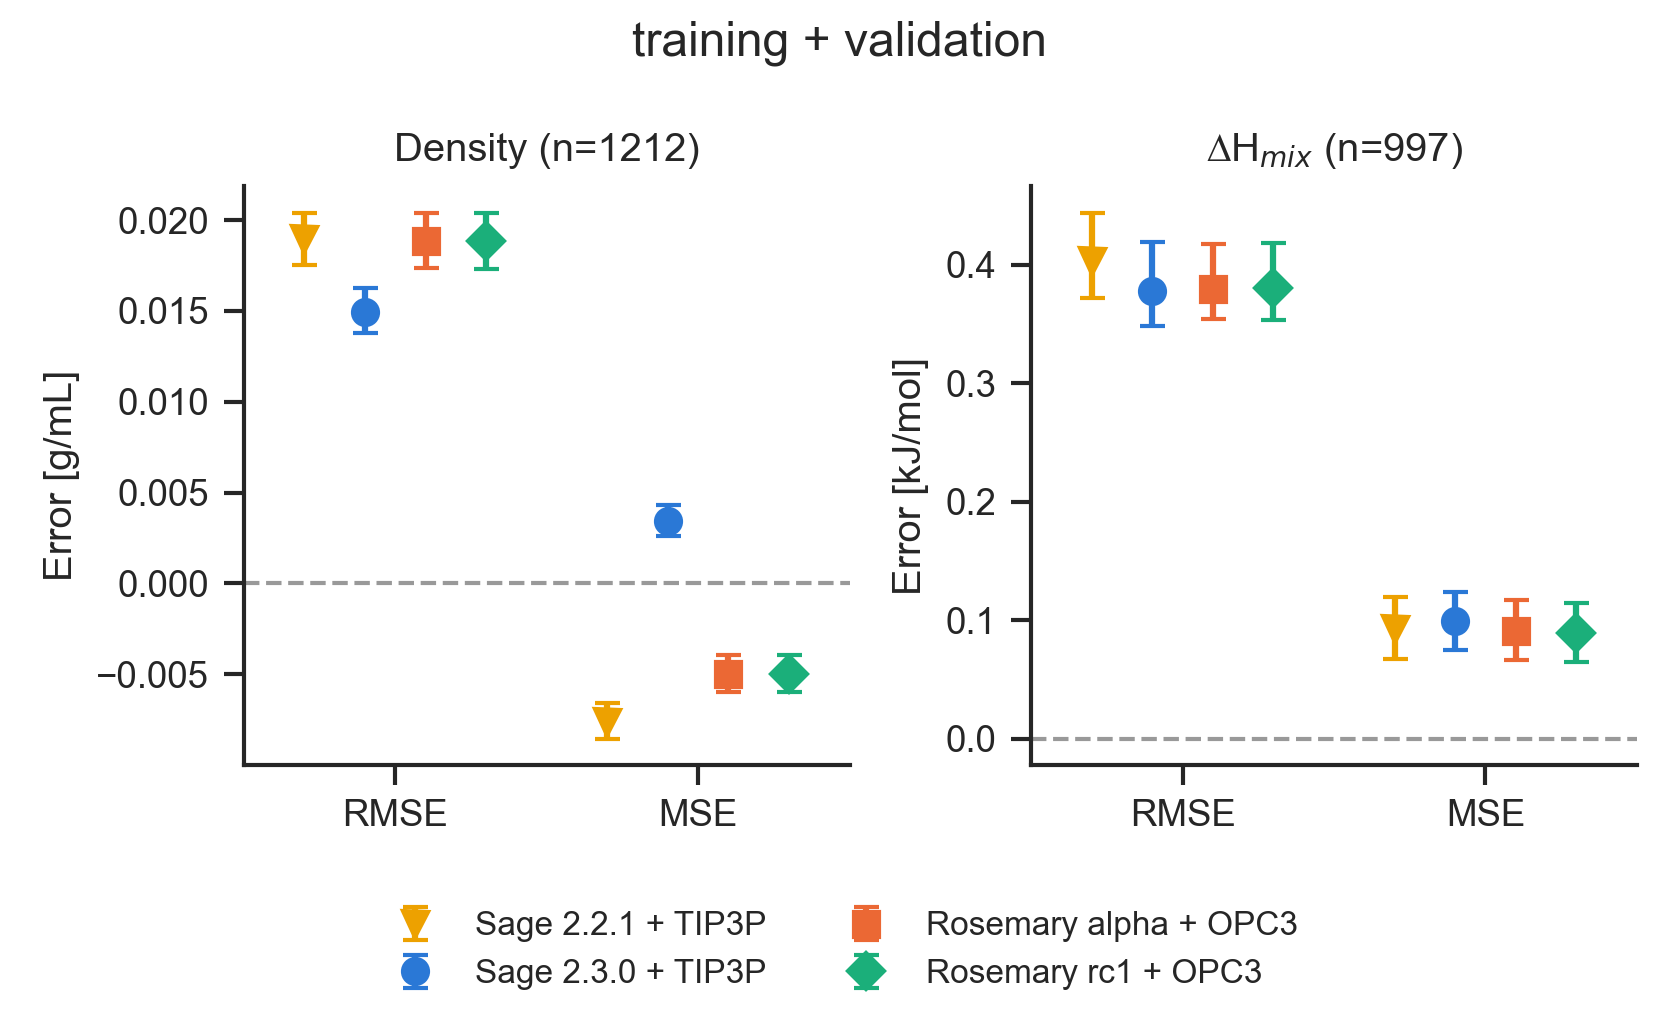 training + validation
Density (n=1212)
0.020
0.015
0.010
0.005
0.000
−0.005
Error [g/mL]
RMSE
MSE
ΔHmix (n=997)
0.4
0.3
0.2
0.1
0.0
Error [kJ/mol]
RMSE
MSE
Sage 2.2.1 + TIP3P
Sage 2.3.0 + TIP3P
Rosemary alpha + OPC3
Rosemary rc1 + OPC3